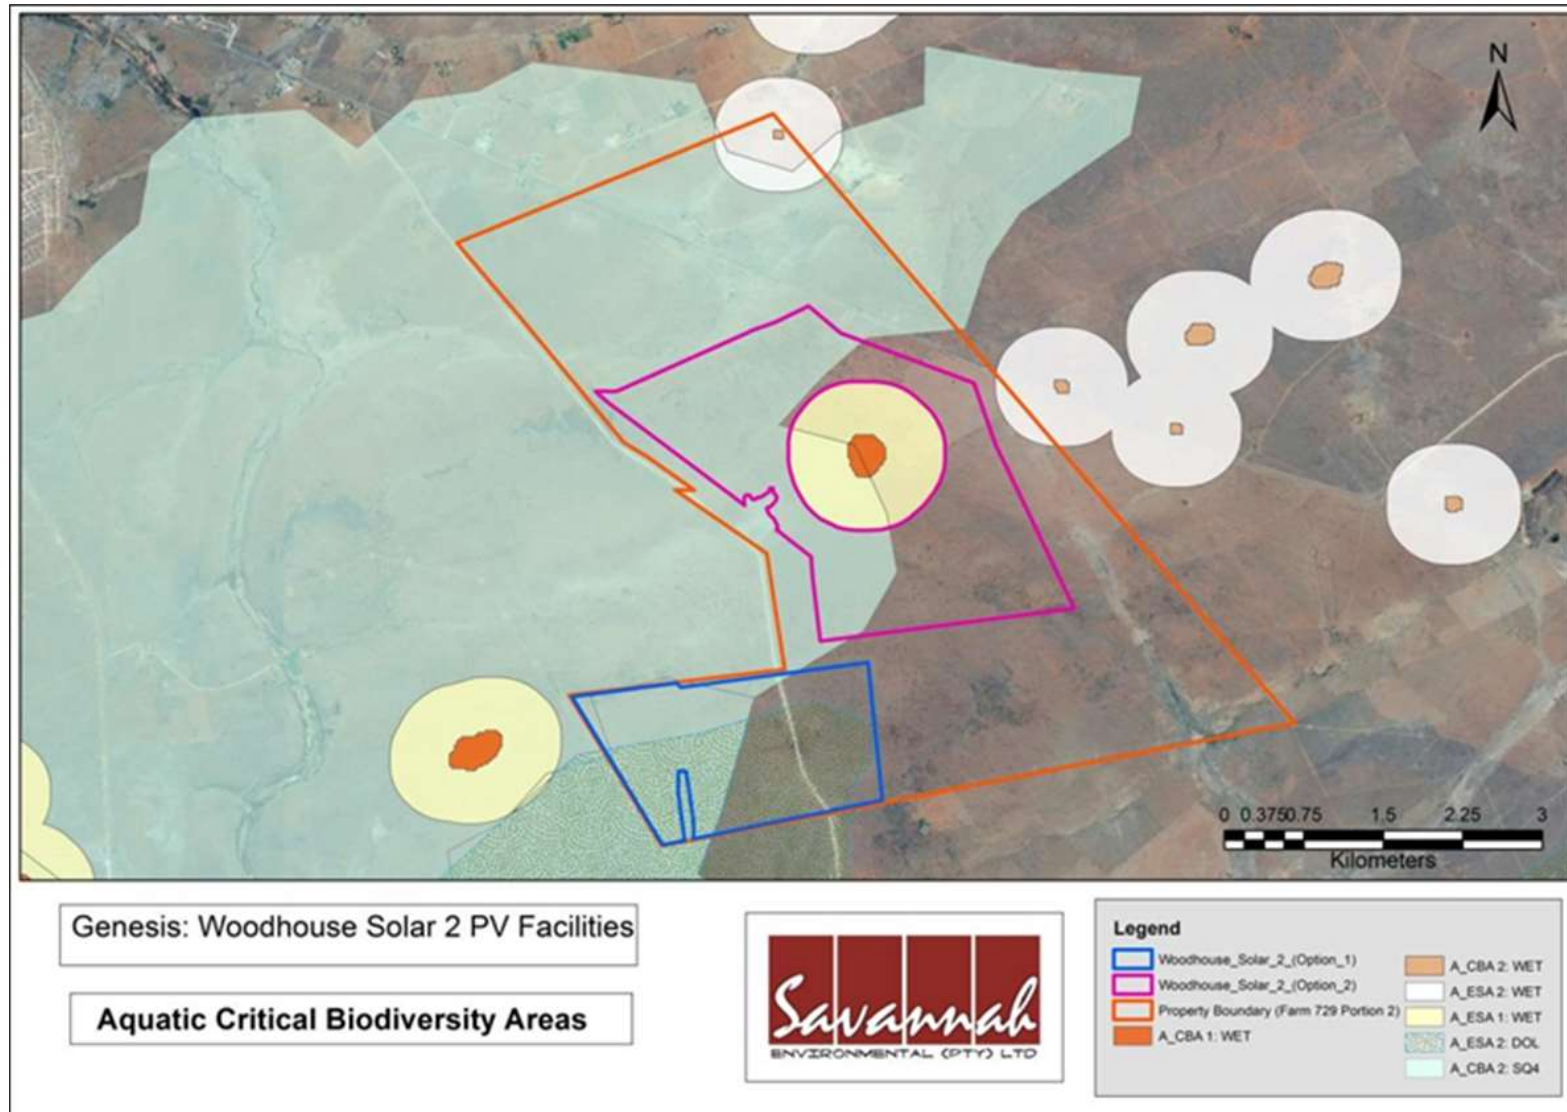 N
0 0.3750.75 1.5 2.25 3
Kilometers
Genesis: Woodhouse Solar 2 PV Facilities
Aquatic Critical Biodiversity Areas
Savannah
ENVIRONMENTAL (PTY) LTD
Legend
Woodhouse_Solar_2_(Option_1)
Woodhouse_Solar_2_(Option_2)
Property Boundary (Farm 729 Portion 2)
A_CBA 1: WET
A_CBA 2: WET
A_ESA 2: WET
A_ESA 1: WET
A_ESA 2: DOL
A_CBA 2: SQ4